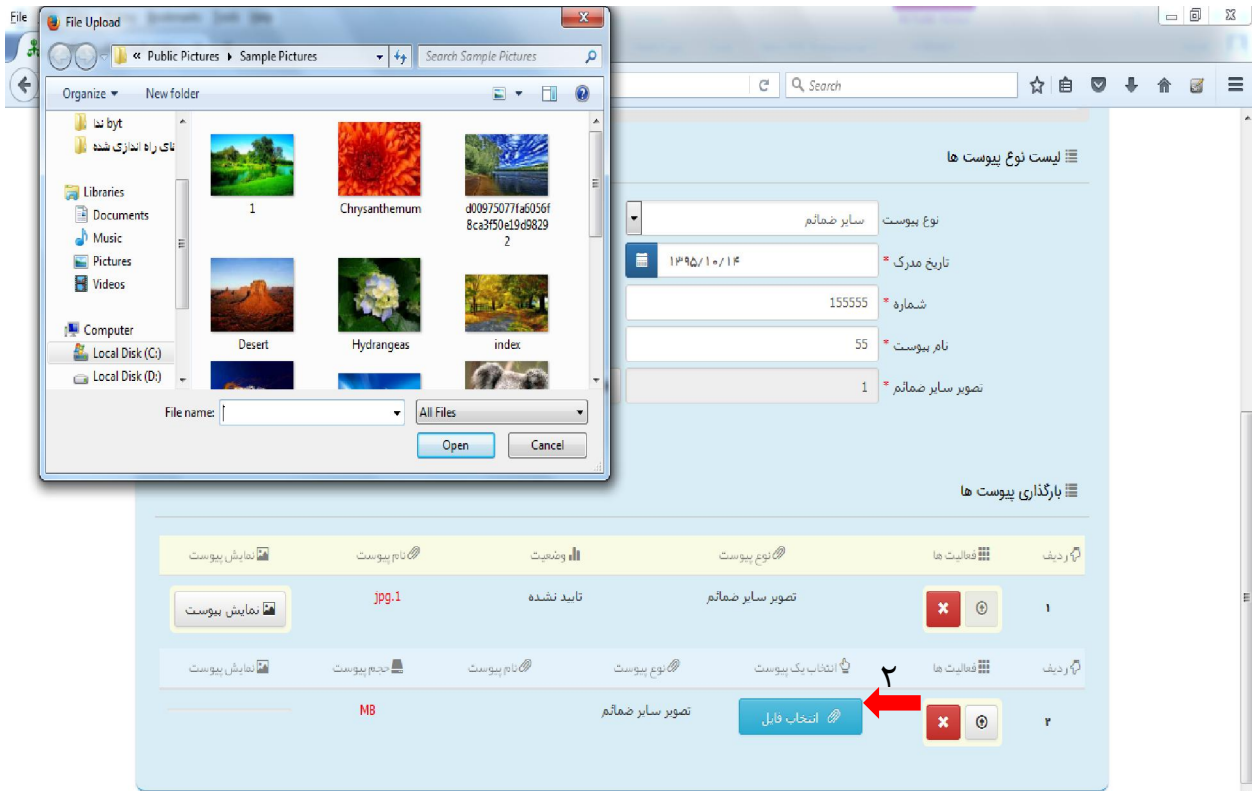 File
File Upload
« Public Pictures ▸ Sample Pictures
Search Sample Pictures
Search
Organize
New folder
byt ندا
های راه اندازی شده
Libraries
Documents
Music
Pictures
Videos
Computer
Local Disk (C:)
Local Disk (D:)
1
Chrysanthemum
d00975077fa6056f
8ca3f50e19d9829
2
Desert
Hydrangeas
index
File name:
All Files
Open
Cancel
لیست نوع پیوست ها
نوع پیوست
سایر ضمائم
تاریخ مدرک *
۱۳۹۵/۱۰/۱۴
شماره *
155555
نام پیوست *
55
تصویر سایر ضمائم *
1
بارگذاری پیوست ها
ردیف فعالیت ها نوع پیوست وضعیت نام پیوست نمایش پیوست
۱ تصویر سایر ضمائم تایید نشده jpg.1 نمایش پیوست
ردیف فعالیت ها انتخاب یک پیوست نوع پیوست نام پیوست حجم پیوست نمایش پیوست
۲
۲ انتخاب فایل تصویر سایر ضمائم MB